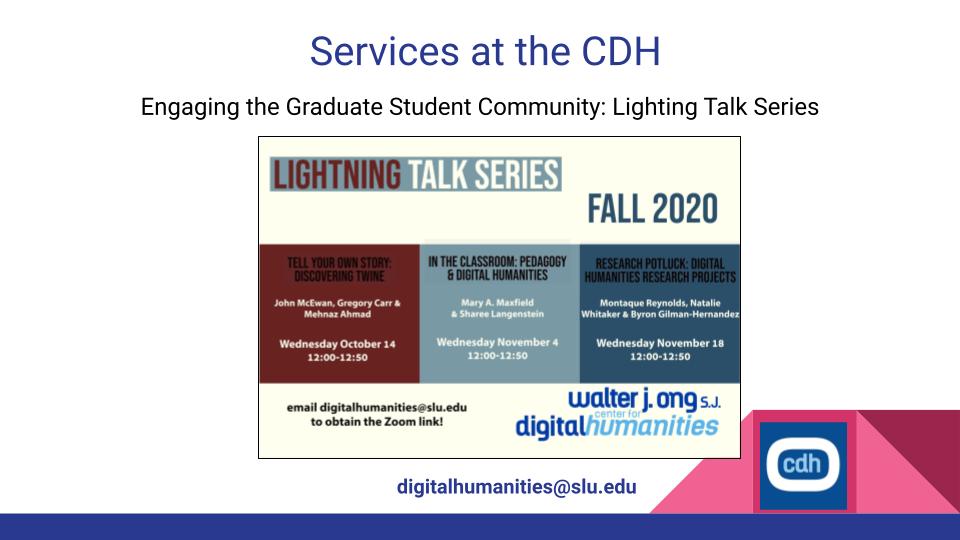 Services at the CDH
Engaging the Graduate Student Community: Lighting Talk Series
LIGHTNING TALK SERIES
FALL 2020
TELL YOUR OWN STORY:
DISCOVERING TWINE
John McEwan, Gregory Carr &
Mehnaz Ahmad
Wednesday October 14
12:00-12:50
IN THE CLASSROOM: PEDAGOGY
& DIGITAL HUMANITIES
Mary A. Maxfield
& Sharee Langenstein
Wednesday November 4
12:00-12:50
RESEARCH POTLUCK: DIGITAL
HUMANITIES RESEARCH PROJECTS
Montaque Reynolds, Natalie
Whitaker & Byron Gilman-Hernandez
Wednesday November 18
12:00-12:50
email digitalhumanities@slu.edu
to obtain the Zoom link!
walter j. ong S.J.
center for
digitalhumanities
cdh
digitalhumanities@slu.edu